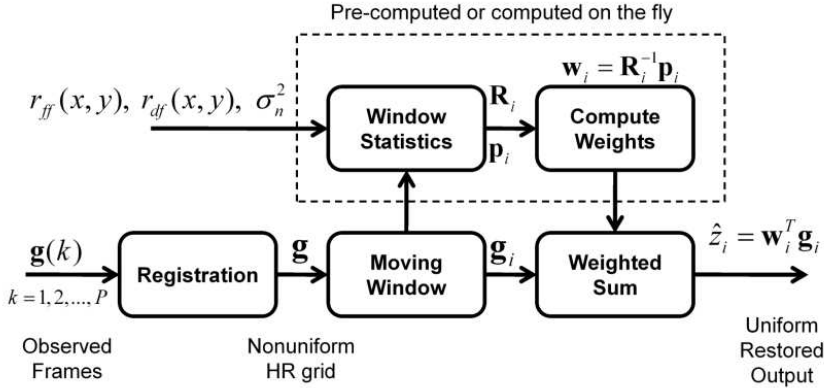 Pre-computed or computed on the fly
r_ff(x, y), r_df(x, y), σ_n^2
Window
Statistics
R_i
p_i
w_i = R_i^{-1} p_i
Compute
Weights
g(k)
k = 1, 2, ..., P
Registration
g
Moving
Window
g_i
Weighted
Sum
ẑ_i = w_i^T g_i
Observed
Frames
Nonuniform
HR grid
Uniform
Restored
Output